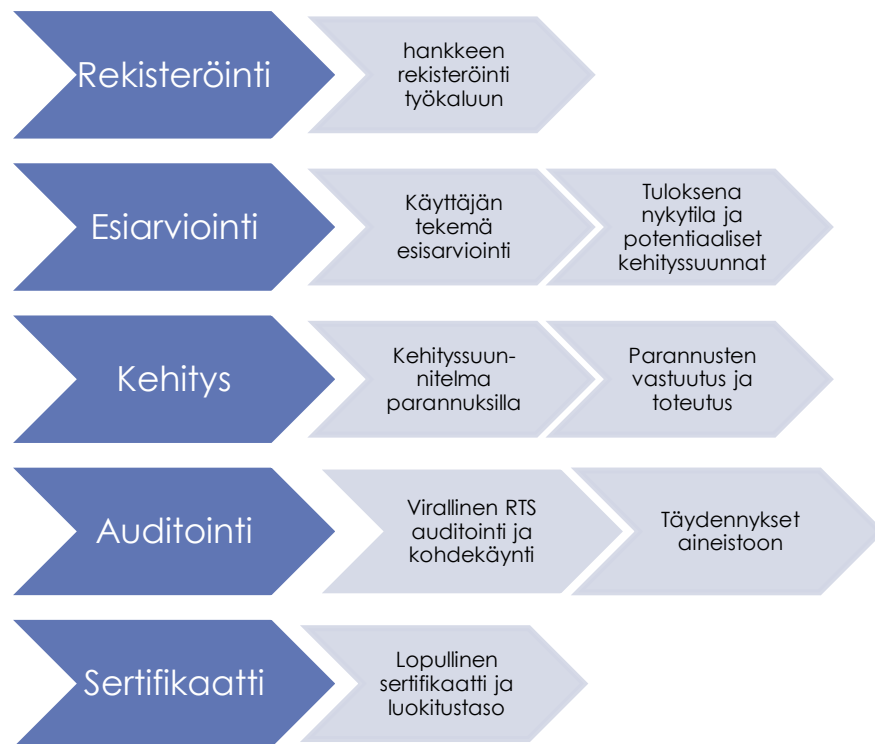 Rekisteröinti
hankkeen
rekisteröinti
työkaluun
Esiarviointi
Käyttäjän
tekemä
esisarviointi
Tuloksena
nykytila ja
potentiaaliset
kehityssuunnat
Kehitys
Kehityssuun-
nitelma
parannuksilla
Parannusten
vastuutus ja
toteutus
Auditointi
Virallinen RTS
auditointi ja
kohdekäynti
Täydennykset
aineistoon
Sertifikaatti
Lopullinen
sertifikaatti ja
luokitustaso